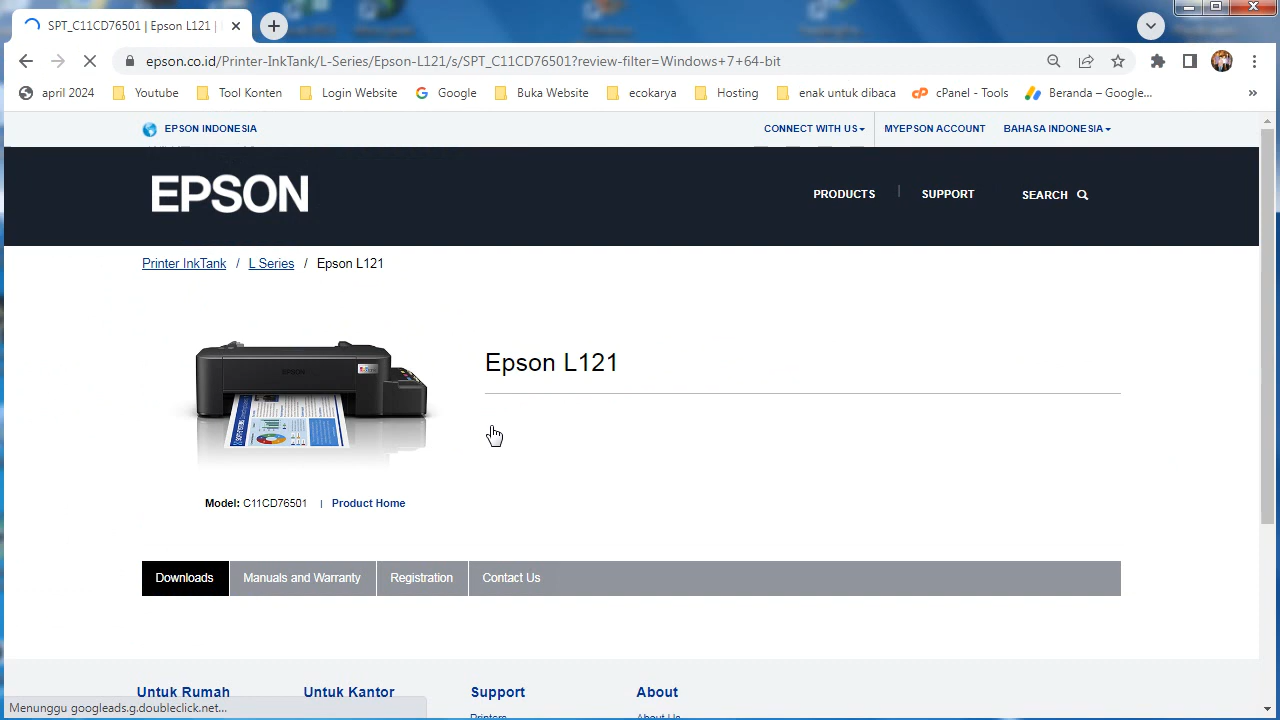 SPT_C11CD76501 | Epson L121 |
epson.co.id/Printer-InkTank/L-Series/Epson-L121/s/SPT_C11CD76501?review-filter=Windows+7+64-bit
april 2024 Youtube Tool Konten Login Website Google Buka Website ecokarya Hosting enak untuk dibaca cPanel - Tools Beranda – Google... »
EPSON INDONESIA CONNECT WITH US MYEPSON ACCOUNT BAHASA INDONESIA
EPSON PRODUCTS | SUPPORT SEARCH
Printer InkTank / L Series / Epson L121
Epson L121
EPSON
Model: C11CD76501 | Product Home
Downloads Manuals and Warranty Registration Contact Us
Untuk Rumah Untuk Kantor Support About
Printers About Us
Menunggu googleads.g.doubleclick.net...